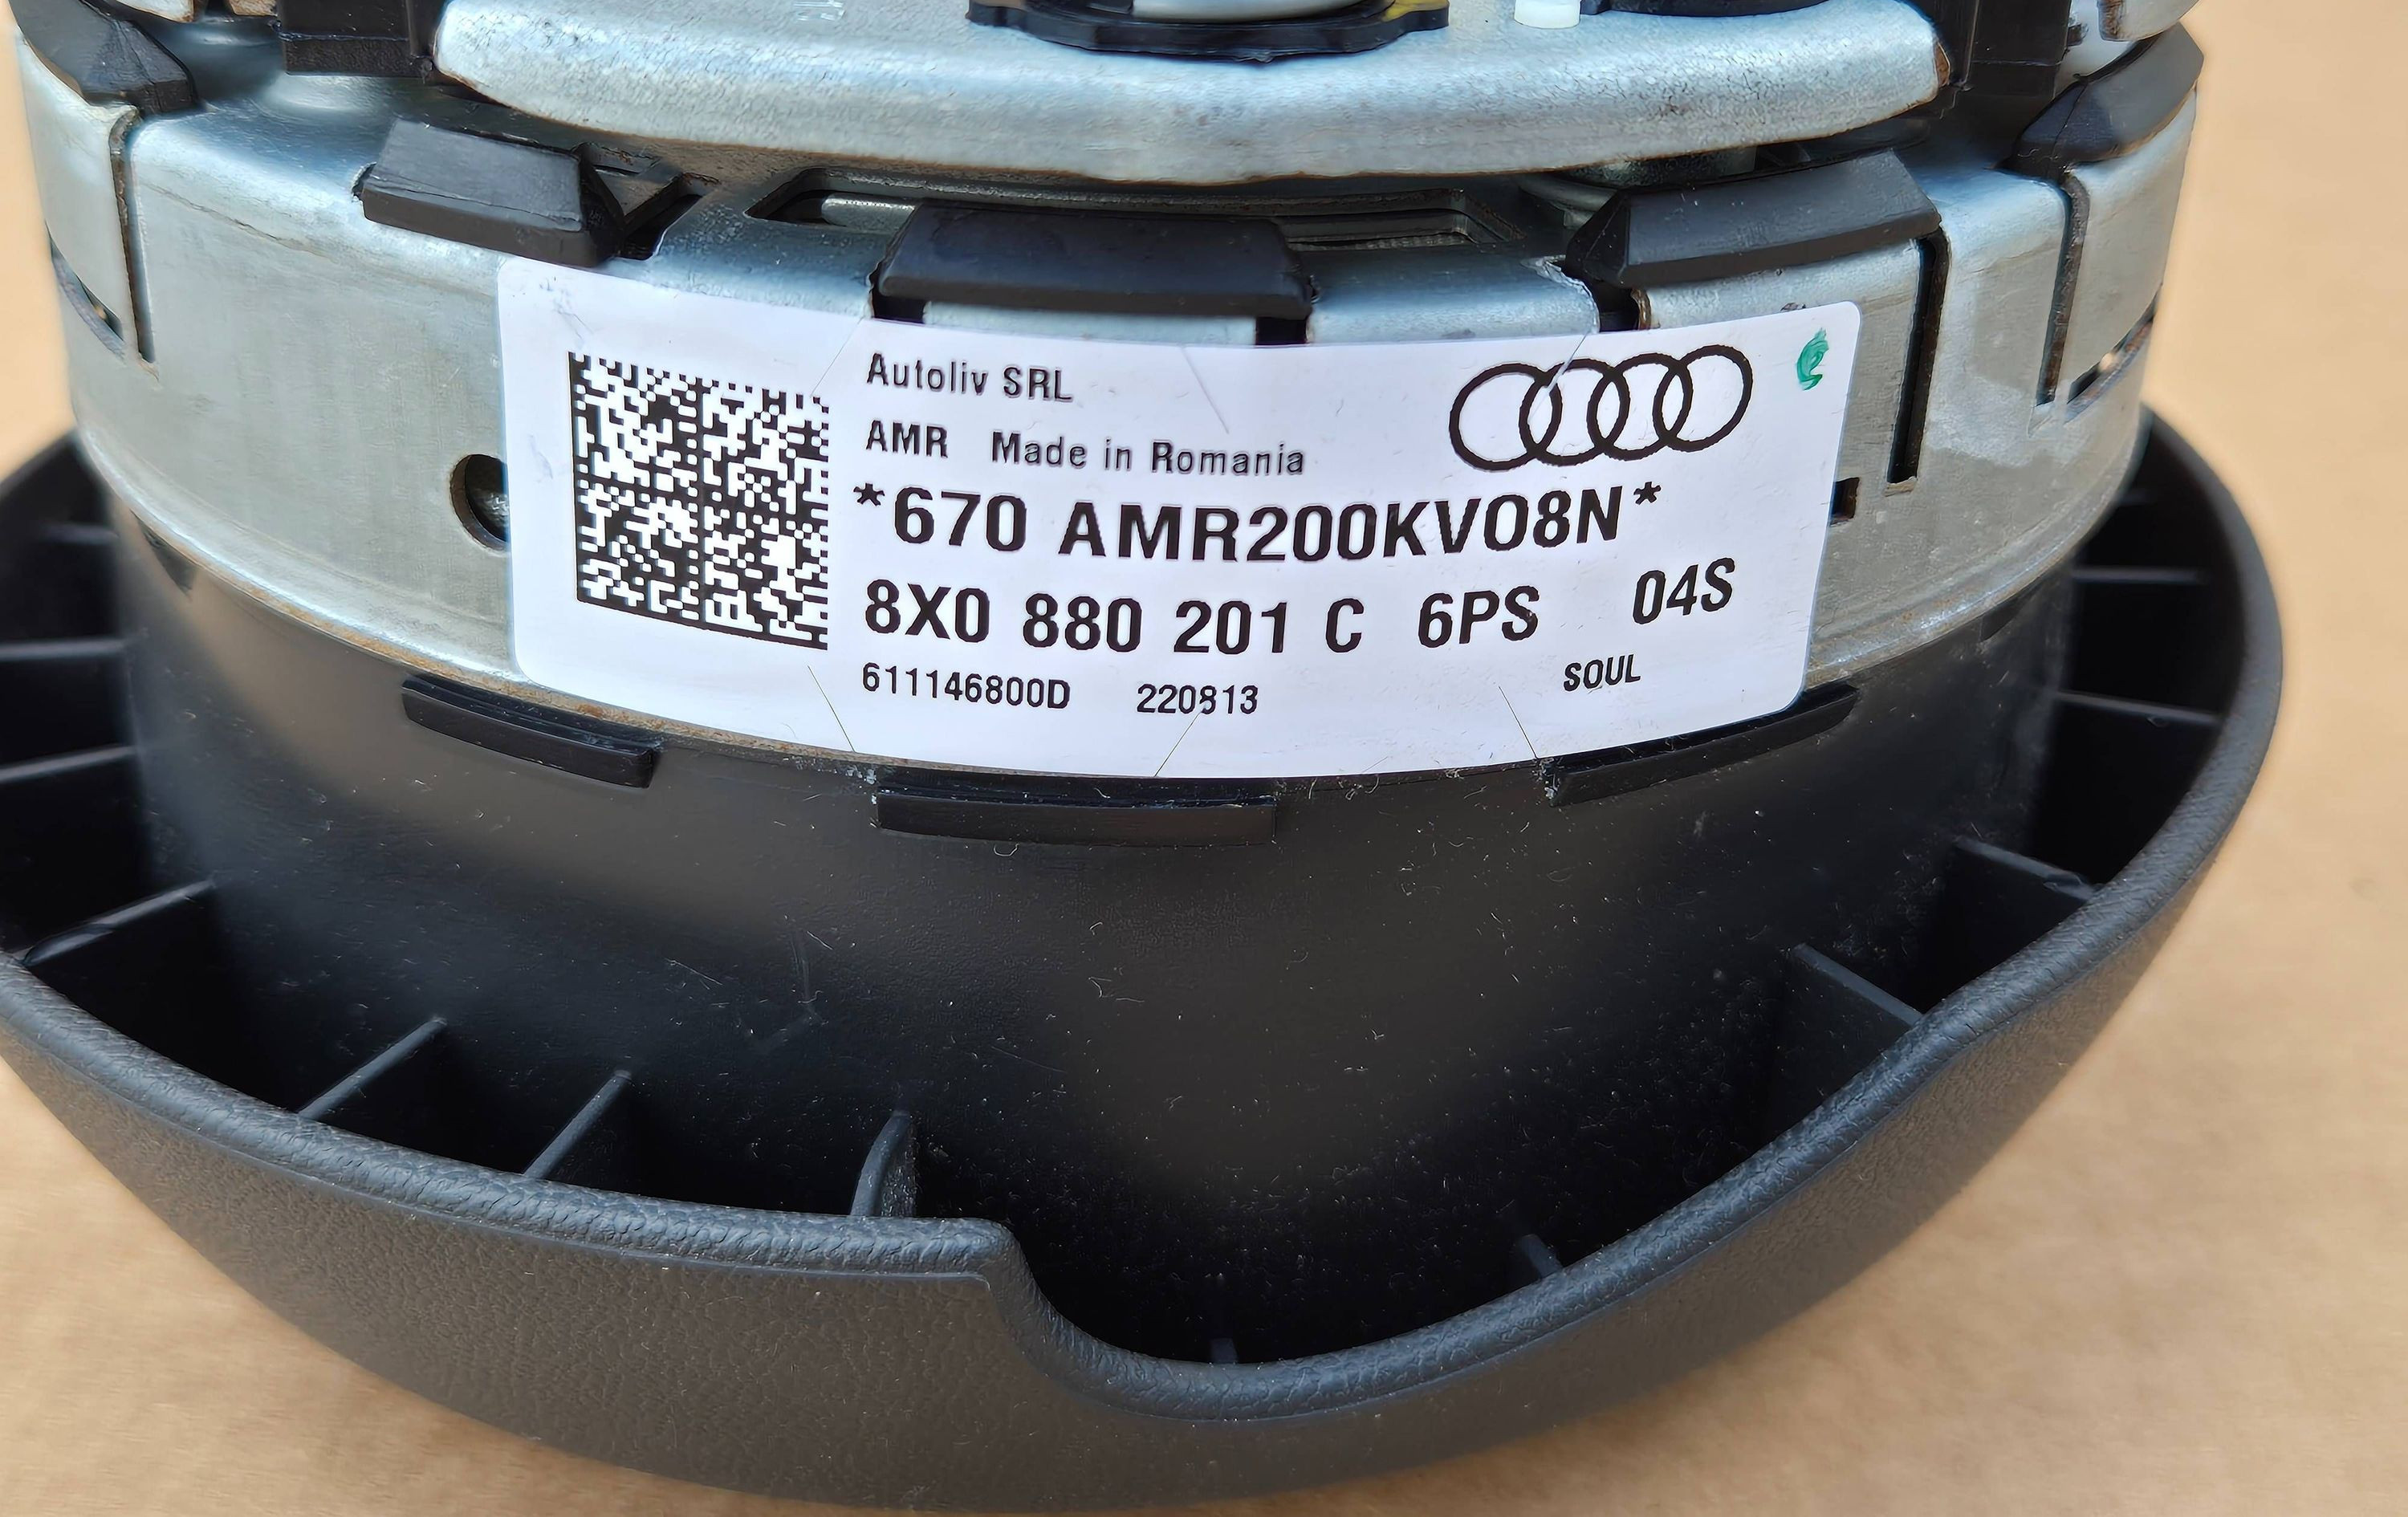 Autoliv SRL
AMR Made in Romania
*670 AMR200KVO8N*
8X0 880 201 C 6PS 04S
611146800D 220813 SOUL